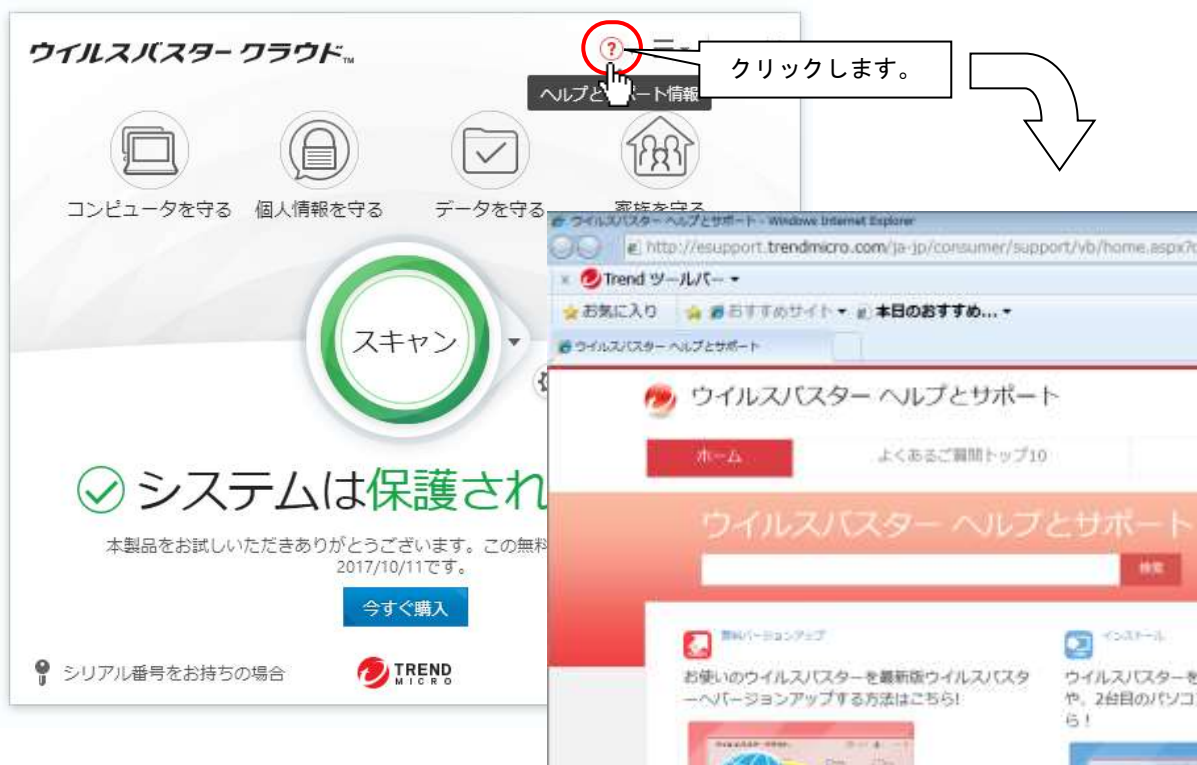 ウイルスバスター クラウド™
?
クリックします。
ヘルプとサポート情報
コンピュータを守る
個人情報を守る
データを守る
家族を守る
スキャン
システムは保護され
本製品をお試しいただきありがとうございます。この無料
2017/10/11です。
今すぐ購入
シリアル番号をお持ちの場合
TREND
MICRO
ウイルスバスター ヘルプとサポート - Windows Internet Explorer
http://esupport.trendmicro.com/ja-jp/consumer/support/vb/home.aspx?
× Trend ツールバー
お気に入り
おすすめサイト
本日のおすすめ...
ウイルスバスター ヘルプとサポート
ウイルスバスター ヘルプとサポート
ホーム
よくあるご質問トップ10
ウイルスバスター ヘルプとサポート
検索
無料バージョンアップ
インストール
お使いのウイルスバスターを最新版ウイルスバスタ
ーへバージョンアップする方法はこちら!
ウイルスバスターを
や、2台目のパソコ
ら!